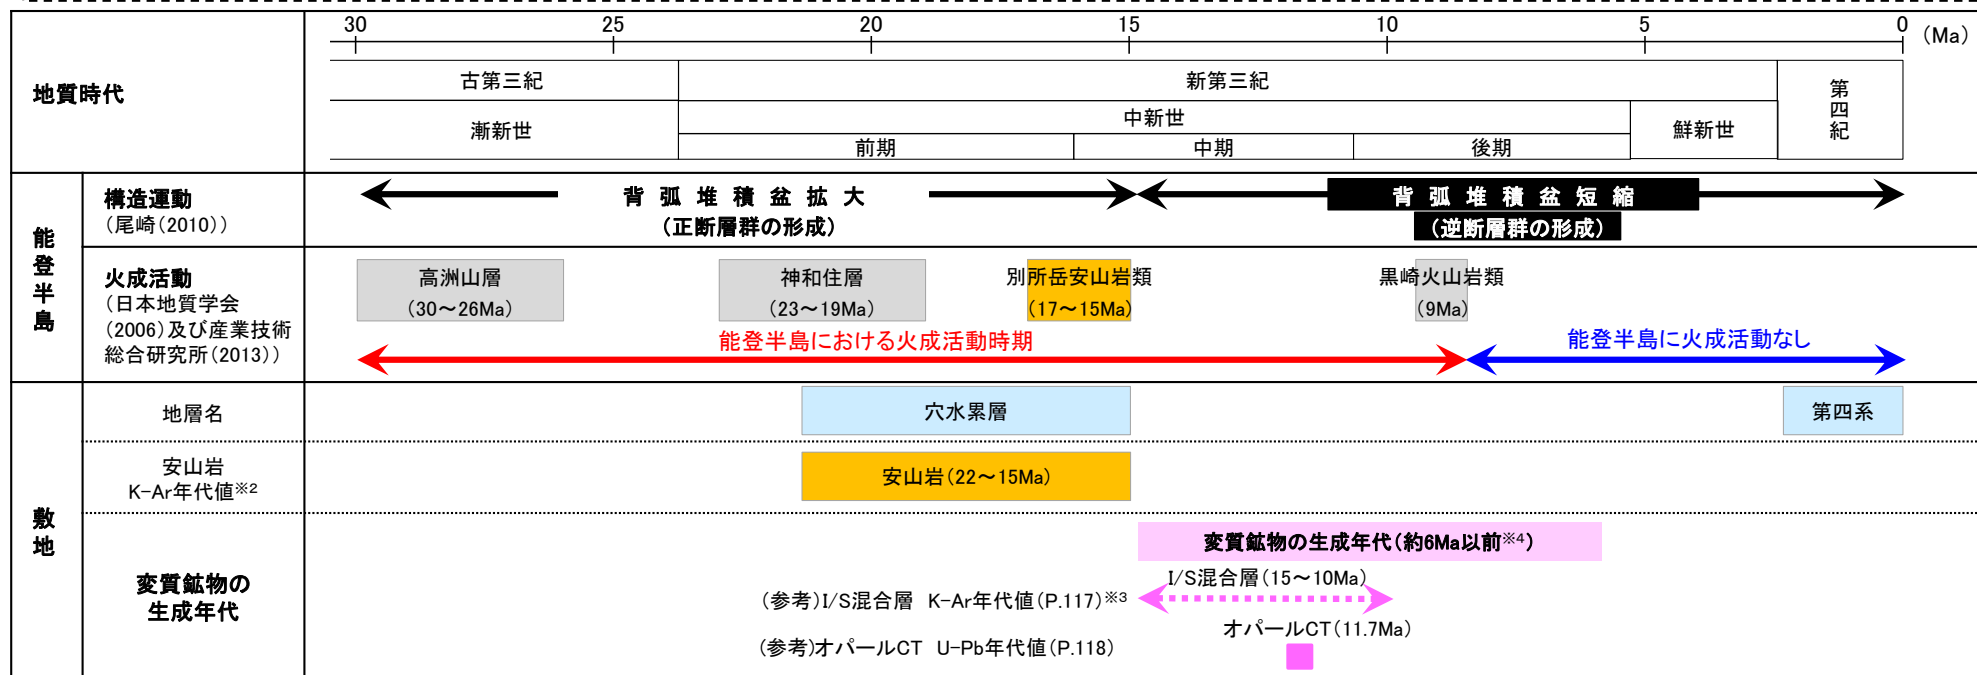 30 25 20 15 10 5 0 (Ma)
地質時代
古第三紀 新第三紀 第四紀
漸新世 中新世 鮮新世
前期 中期 後期
能登半島
構造運動
(尾崎(2010))
背弧堆積盆拡大
(正断層群の形成)
背弧堆積盆短縮
(逆断層群の形成)
火成活動
(日本地質学会
(2006)及び産業技術
総合研究所(2013))
高洲山層
(30~26Ma)
神和住層
(23~19Ma)
別所岳安山岩類
(17~15Ma)
黒崎火山岩類
(9Ma)
能登半島における火成活動時期
能登半島に火成活動なし
敷地
地層名
穴水累層
第四系
安山岩
K-Ar年代値※2
安山岩(22~15Ma)
変質鉱物の
生成年代
変質鉱物の生成年代(約6Ma以前※4)
I/S混合層(15~10Ma)
(参考)I/S混合層 K-Ar年代値(P.117)※3
オパールCT(11.7Ma)
(参考)オパールCT U-Pb年代値(P.118)